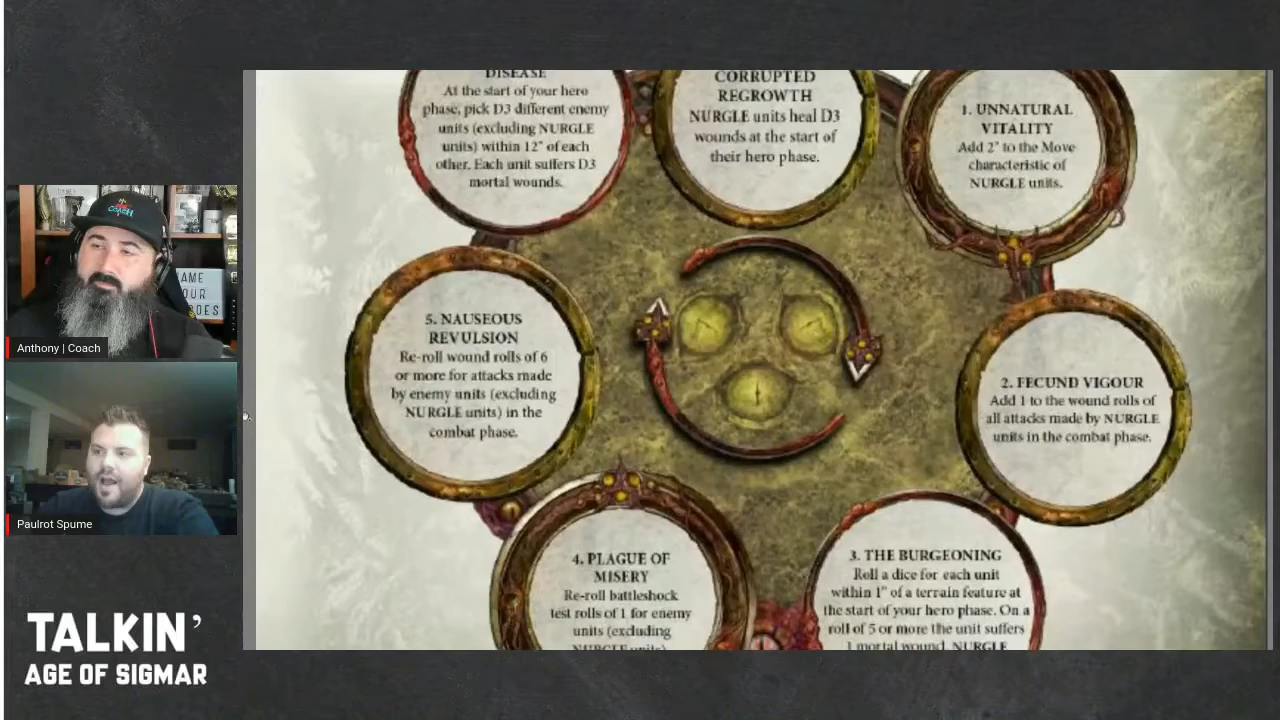 DISEASE
At the start of your hero
phase, pick D3 different enemy
units (excluding NURGLE
units) within 12" of each
other. Each unit suffers D3
mortal wounds.
CORRUPTED
REGROWTH
NURGLE units heal D3
wounds at the start of
their hero phase.
1. UNNATURAL
VITALITY
Add 2" to the Move
characteristic of
NURGLE units.
5. NAUSEOUS
REVULSION
Re-roll wound rolls of 6
or more for attacks made
by enemy units (excluding
NURGLE units) in the
combat phase.
2. FECUND VIGOUR
Add 1 to the wound rolls of
all attacks made by NURGLE
units in the combat phase.
4. PLAGUE OF
MISERY
Re-roll battleshock
test rolls of 1 for enemy
units (excluding
NURGLE units)
3. THE BURGEONING
Roll a dice for each unit
within 1" of a terrain feature at
the start of your hero phase. On a
roll of 5 or more the unit suffers
1 mortal wound. NURGLE
COACH
AME
OUR
Anthony | Coach
Paulrot Spume
TALKIN'
AGE OF SIGMAR